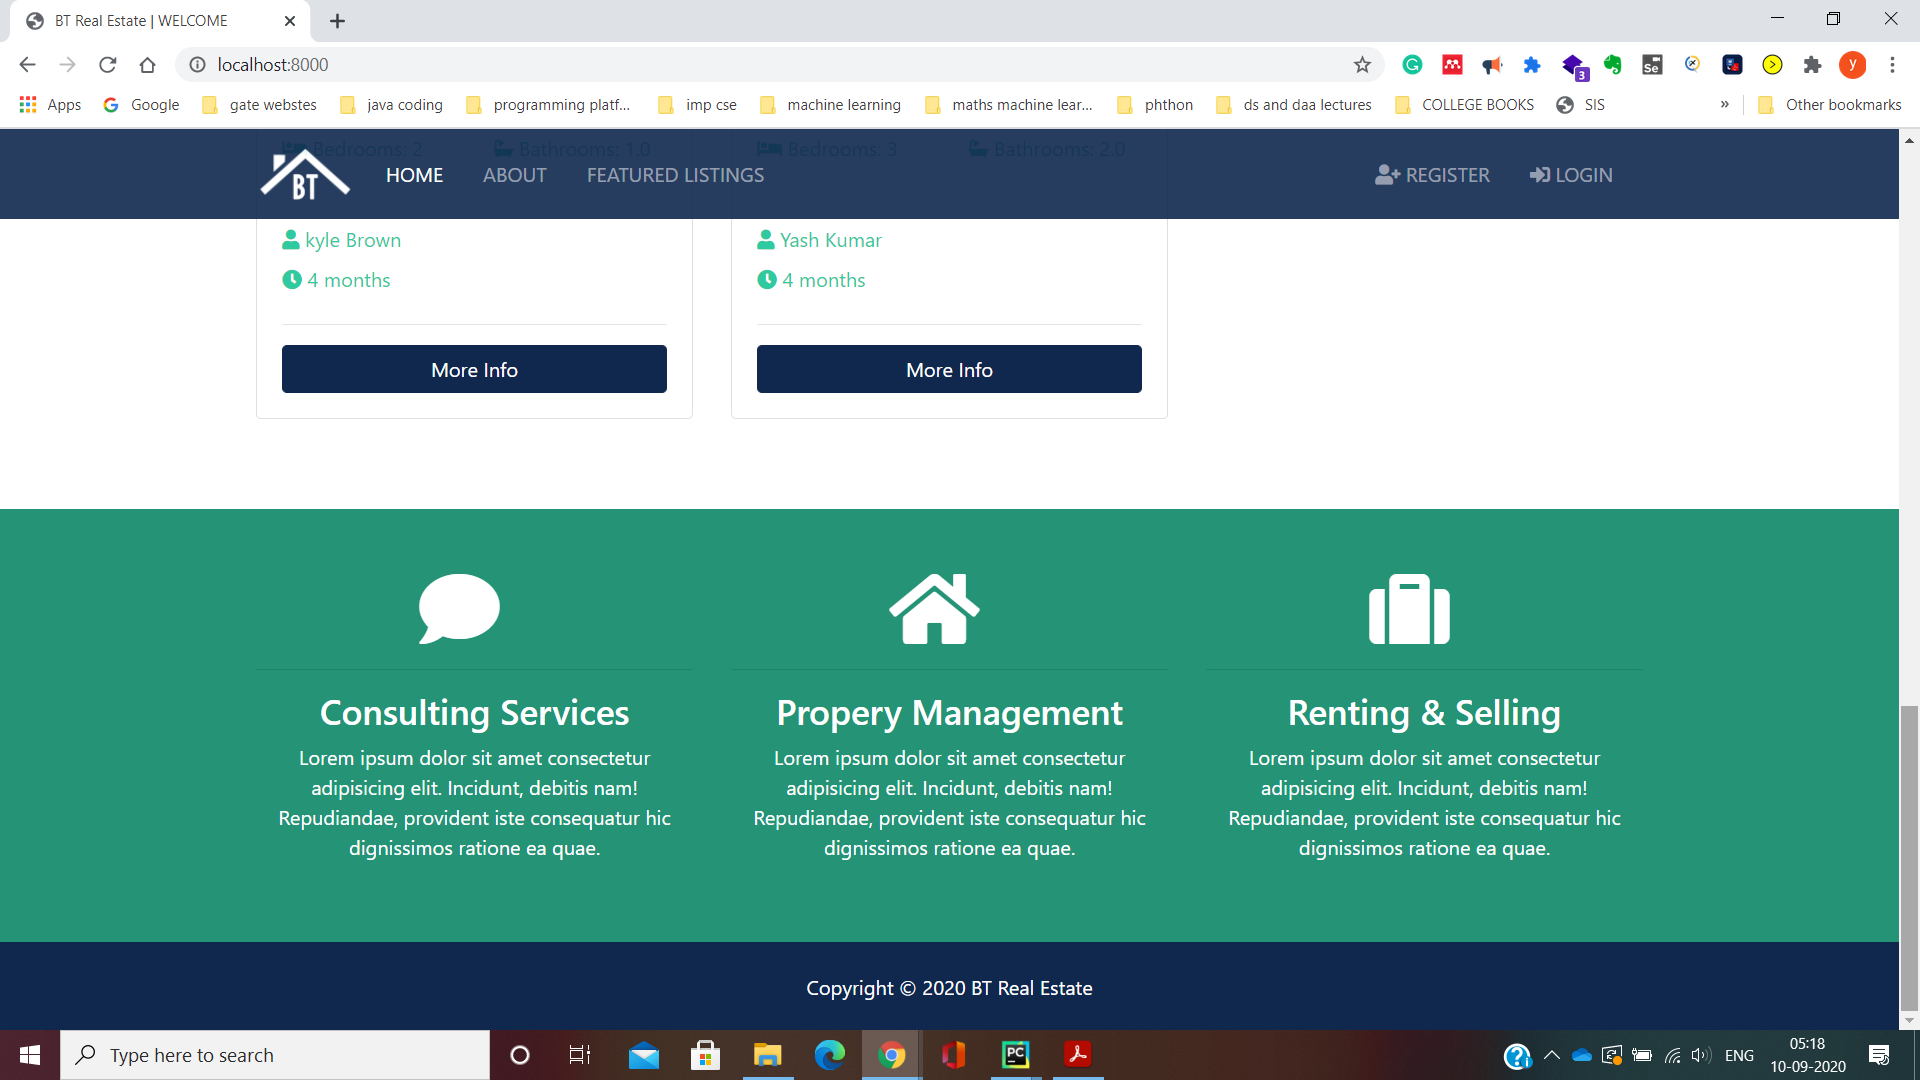 BT Real Estate | WELCOME
localhost:8000
Apps
Google
gate webstes
java coding
programming platf...
imp cse
machine learning
maths machine lear...
phthon
ds and daa lectures
COLLEGE BOOKS
SIS
»
Other bookmarks
3
Se
y
Bedrooms: 2
Bathrooms: 1.0
Bedrooms: 3
Bathrooms: 2.0
BT
HOME
ABOUT
FEATURED LISTINGS
REGISTER
LOGIN
kyle Brown
4 months
More Info
Yash Kumar
4 months
More Info
Consulting Services
Lorem ipsum dolor sit amet consectetur
adipisicing elit. Incidunt, debitis nam!
Repudiandae, provident iste consequatur hic
dignissimos ratione ea quae.
Propery Management
Lorem ipsum dolor sit amet consectetur
adipisicing elit. Incidunt, debitis nam!
Repudiandae, provident iste consequatur hic
dignissimos ratione ea quae.
Renting & Selling
Lorem ipsum dolor sit amet consectetur
adipisicing elit. Incidunt, debitis nam!
Repudiandae, provident iste consequatur hic
dignissimos ratione ea quae.
Copyright © 2020 BT Real Estate
Type here to search
PC
ENG
05:18
10-09-2020